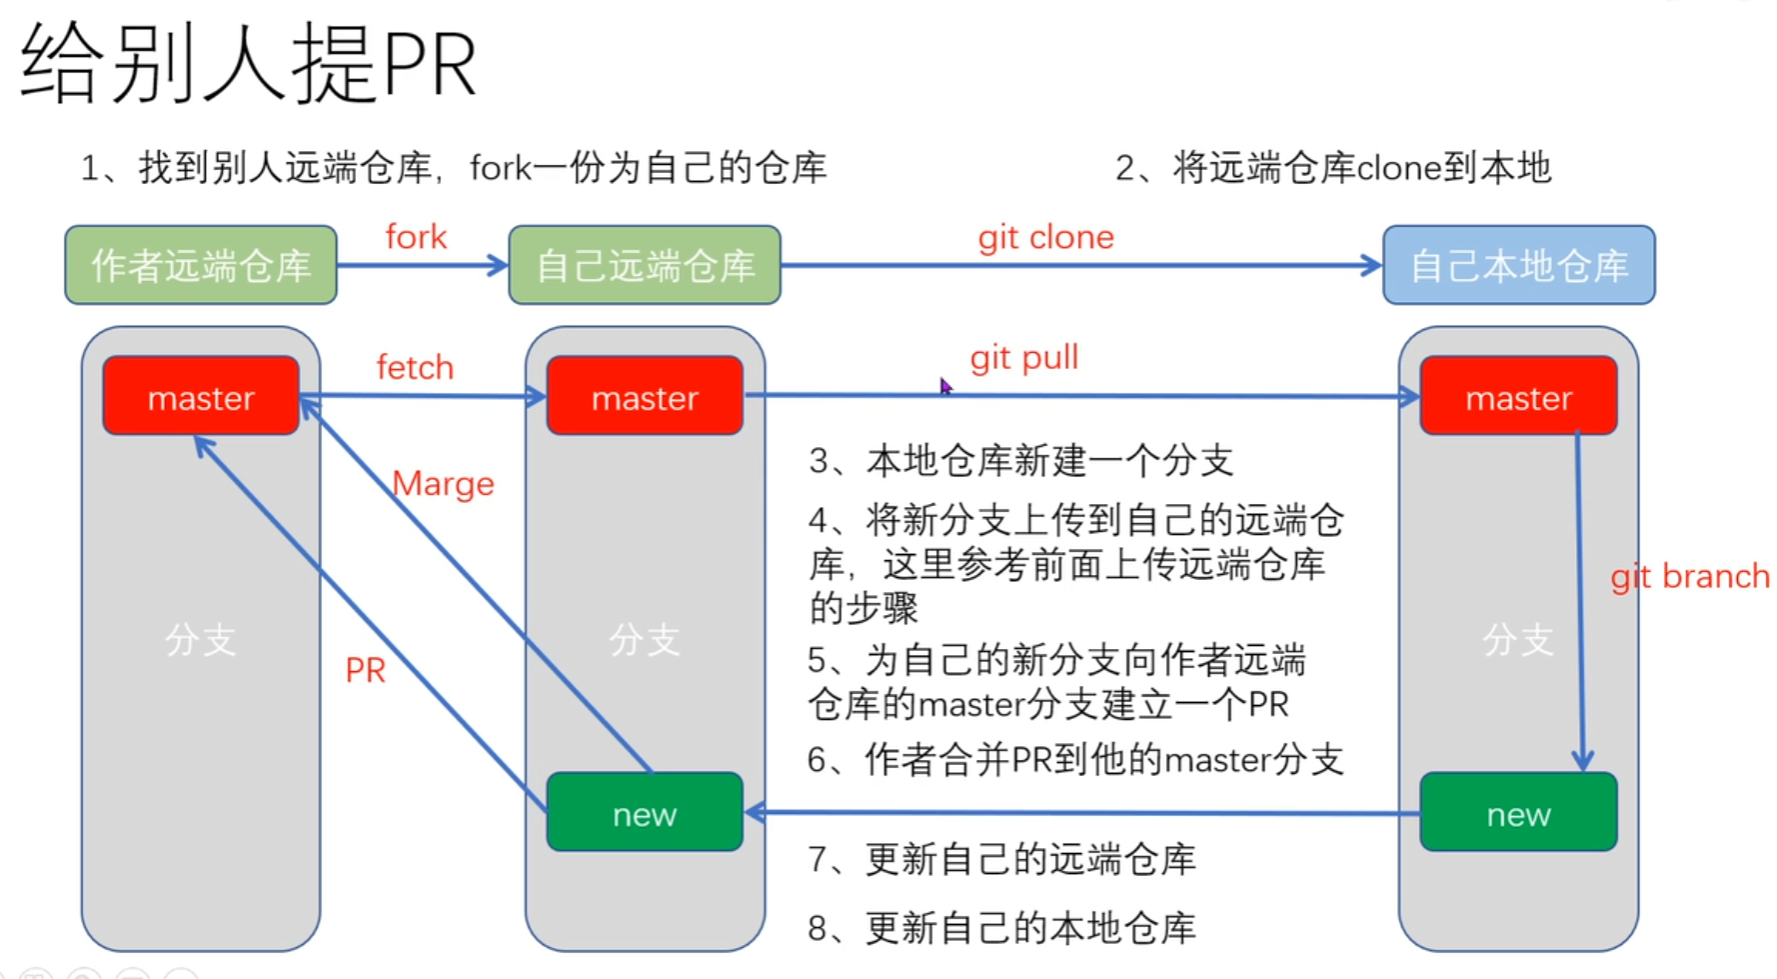 给别人提PR
1、找到别人远端仓库，fork一份为自己的仓库
2、将远端仓库clone到本地
作者远端仓库
fork
自己远端仓库
git clone
自己本地仓库
master
fetch
master
git pull
master
Marge
3、本地仓库新建一个分支
4、将新分支上传到自己的远端仓
库，这里参考前面上传远端仓库
的步骤
git branch
分支
分支
分支
PR
5、为自己的新分支向作者远端
仓库的master分支建立一个PR
6、作者合并PR到他的master分支
new
new
7、更新自己的远端仓库
8、更新自己的本地仓库